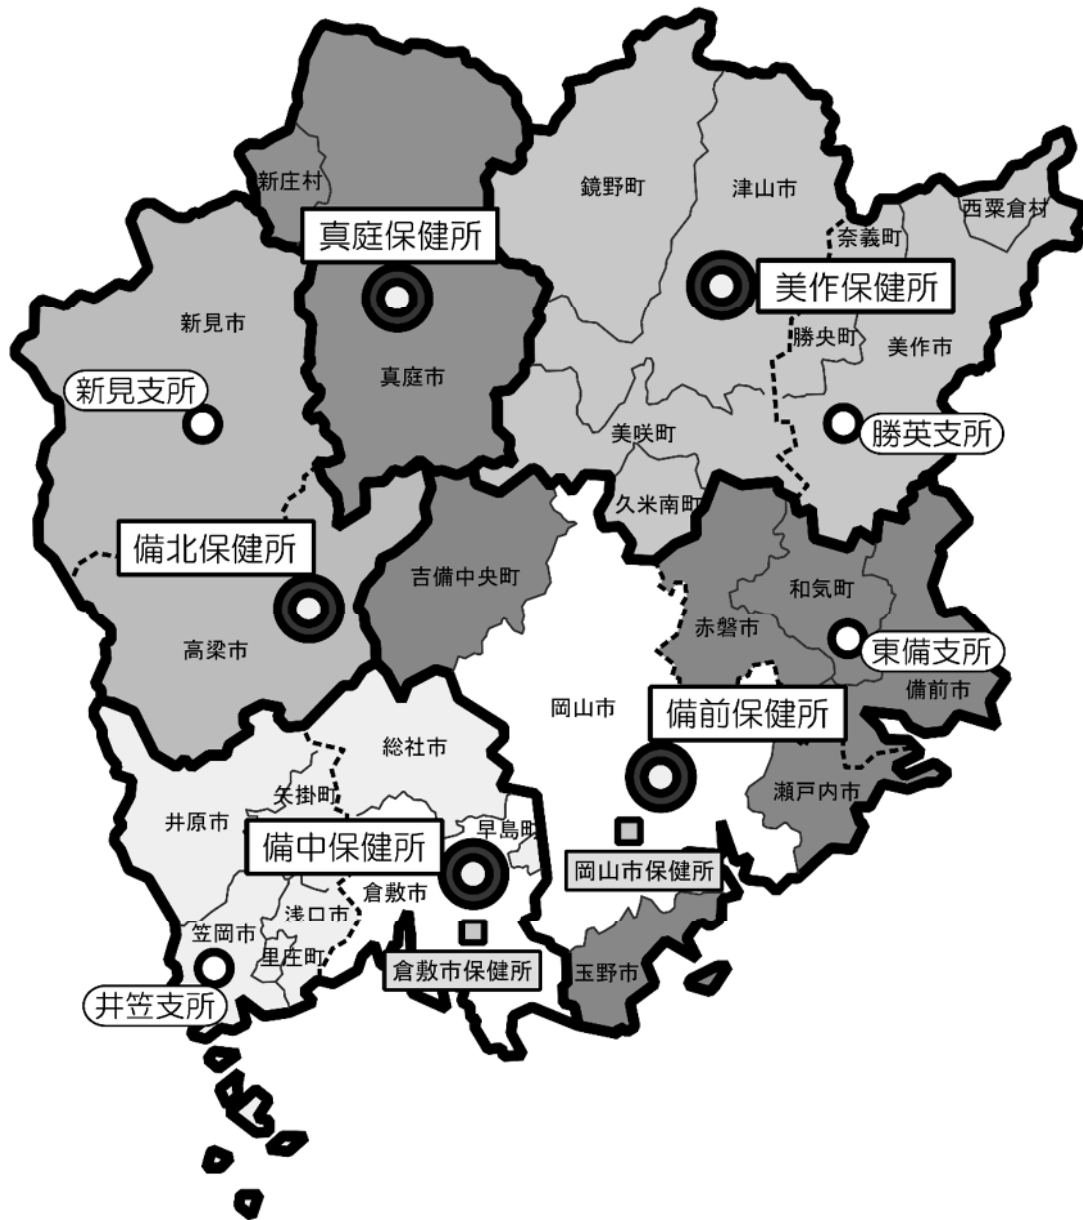 新庄村
鏡野町
津山市
西粟倉村
奈義町
真庭保健所
美作保健所
新見市
勝央町
美作市
真庭市
新見支所
美咲町
勝英支所
久米南町
備北保健所
吉備中央町
和気町
赤磐市
東備支所
高梁市
備前市
岡山市
備前保健所
総社市
矢掛町
瀬戸内市
井原市
早島町
備中保健所
岡山市保健所
倉敷市
浅口市
笠岡市
里庄町
倉敷市保健所
玉野市
井笠支所